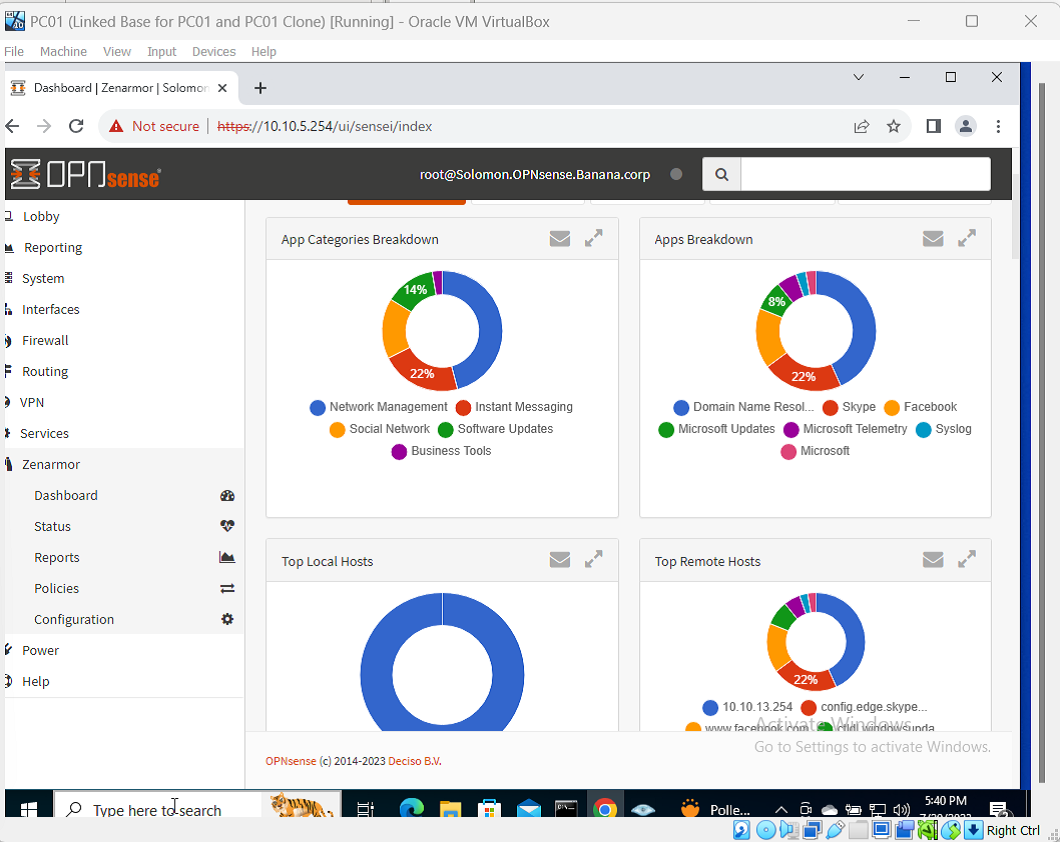 PC01 (Linked Base for PC01 and PC01 Clone) [Running] - Oracle VM VirtualBox
File Machine View Input Devices Help
Dashboard | Zenarmor | Solomor
Not secure | https://10.10.5.254/ui/sensei/index
OPNsense
root@Solomon.OPNsense.Banana.corp
Lobby
Reporting
System
Interfaces
Firewall
Routing
VPN
Services
Zenarmor
Dashboard
Status
Reports
Policies
Configuration
Power
Help
App Categories Breakdown
14%
22%
Network Management Instant Messaging
Social Network Software Updates
Business Tools
Apps Breakdown
8%
22%
Domain Name Resol... Skype Facebook
Microsoft Updates Microsoft Telemetry Syslog
Microsoft
Top Local Hosts
Top Remote Hosts
22%
10.10.13.254 config.edge.skype...
www.facebook.com
Activate Windows
Go to Settings to activate Windows.
OPNsense (c) 2014-2023 Deciso B.V.
Type here to search
Polle...
5:40 PM
Right Ctrl